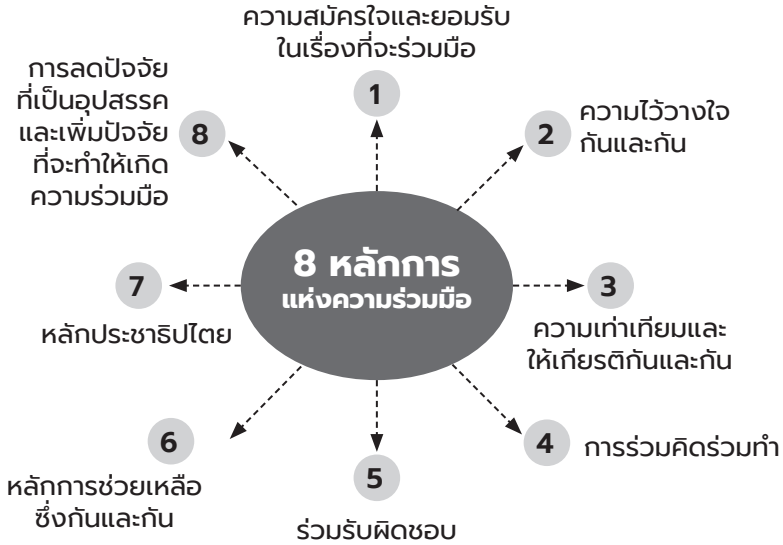 8 หลักการ
แห่งความร่วมมือ
1
ความสมัครใจและยอมรับ
ในเรื่องที่จะร่วมมือ
2
ความไว้วางใจ
กันและกัน
3
ความเท่าเทียมและ
ให้เกียรติกันและกัน
4
การร่วมคิดร่วมทำ
5
ร่วมรับผิดชอบ
6
หลักการช่วยเหลือ
ซึ่งกันและกัน
7
หลักประชาธิปไตย
8
การลดปัจจัย
ที่เป็นอุปสรรค
และเพิ่มปัจจัย
ที่จะทำให้เกิด
ความร่วมมือ